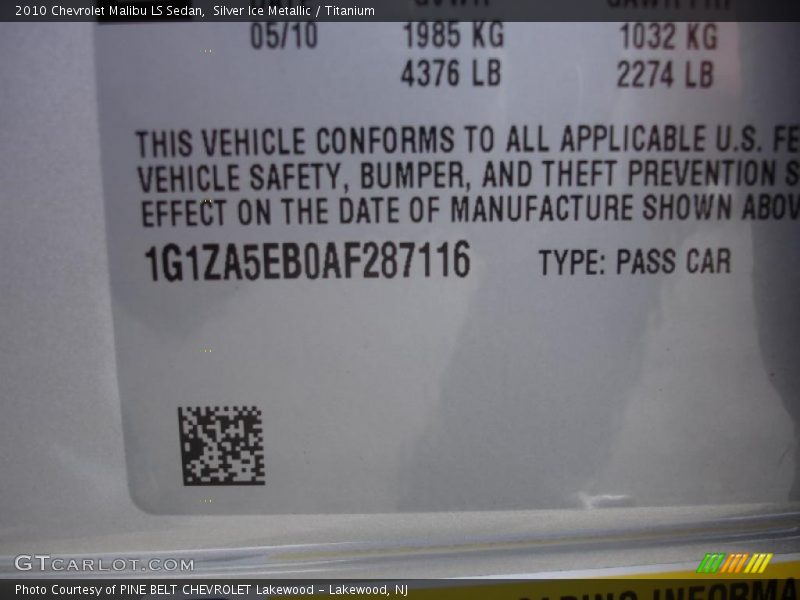 2010 Chevrolet Malibu LS Sedan,  Silver Ice Metallic / Titanium
05/10 1985 KG 1032 KG
4376 LB 2274 LB
THIS VEHICLE CONFORMS TO ALL APPLICABLE U.S. FE
VEHICLE SAFETY, BUMPER, AND THEFT PREVENTION S
EFFECT ON THE DATE OF MANUFACTURE SHOWN ABOV
1G1ZA5EB0AF287116 TYPE: PASS CAR
GTCARLOT.COM
Photo Courtesy of PINE BELT CHEVROLET Lakewood - Lakewood, NJ